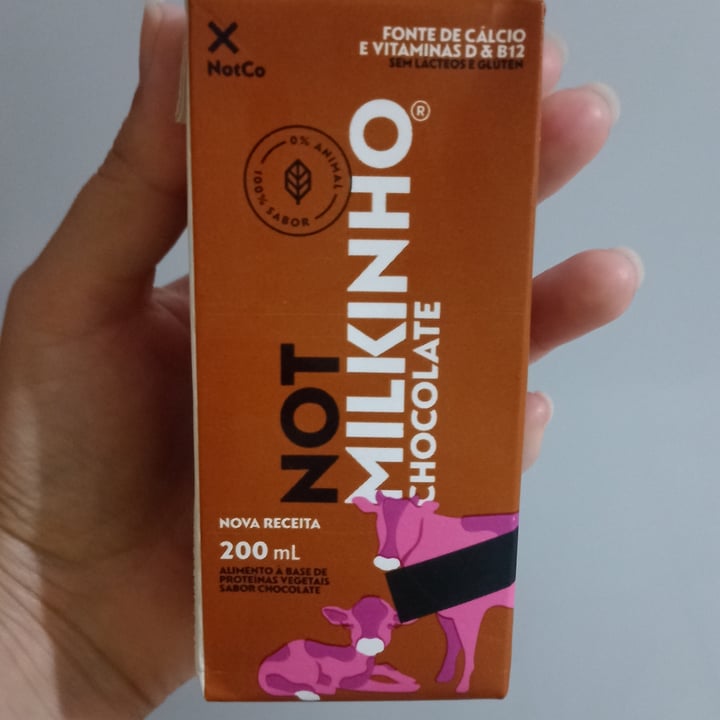 NotCo
FONTE DE CÁLCIO
E VITAMINAS D & B12
SEM LÁCTEOS E GLÚTEN
0% ANIMAL
100% SABOR
NOT
MILKINHO®
CHOCOLATE
NOVA RECEITA
200 mL
ALIMENTO À BASE DE
PROTEÍNAS VEGETAIS
SABOR CHOCOLATE